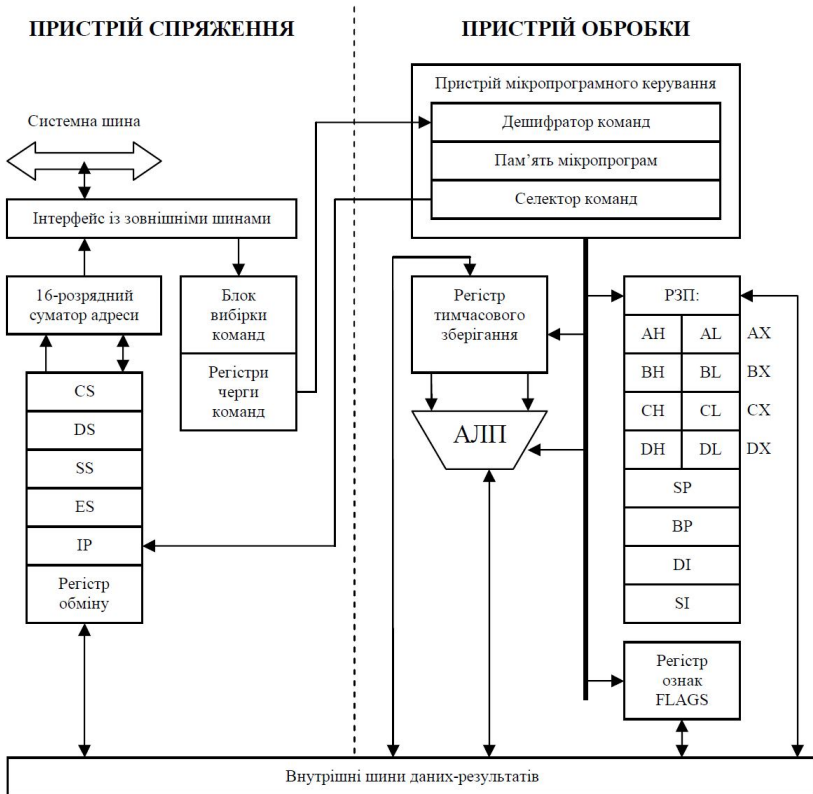 ПРИСТРІЙ СПРЯЖЕННЯ
ПРИСТРІЙ ОБРОБКИ
Системна шина
Інтерфейс із зовнішніми шинами
16-розрядний
суматор адреси
Блок
вибірки
команд
Регістри
черги
команд
CS
DS
SS
ES
IP
Регістр
обміну
Пристрій мікропрограмного керування
Дешифратор команд
Пам’ять мікропрограм
Селектор команд
Регістр
тимчасового
зберігання
АЛП
РЗП:
AH AL AX
BH BL BX
CH CL CX
DH DL DX
SP
BP
DI
SI
Регістр
ознак
FLAGS
Внутрішні шини даних-результатів